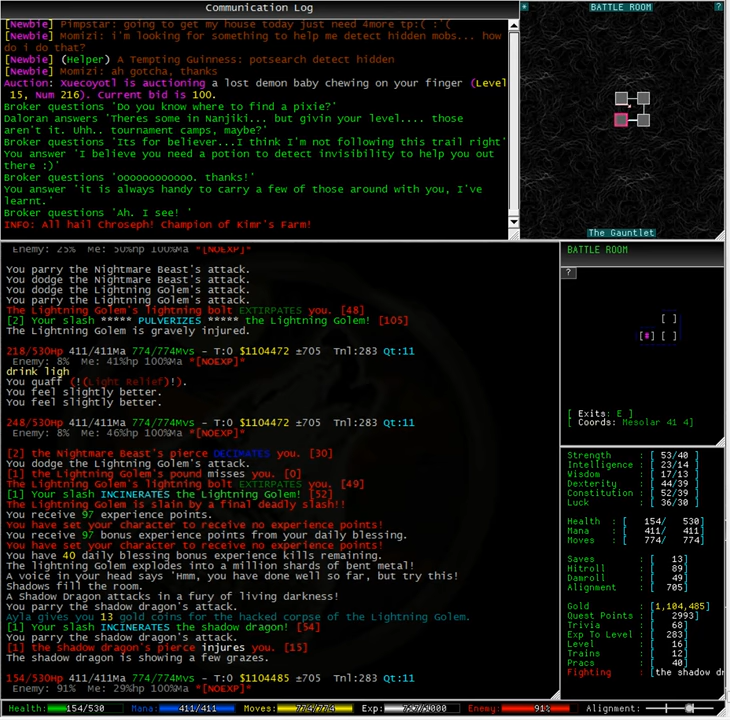 Communication Log
[Newbie] Pimpstar: going to get my house today just need 4more tp:( :'(
[Newbie] Momizi: i'm looking for something to help me detect hidden mobs... how
do i do that?
[Newbie] (Helper) A Tempting Guinness: potsearch detect hidden
[Newbie] Momizi: ah gotcha, thanks
Auction: Xuecoyotl is auctioning a lost demon baby chewing on your finger (Level
15, Num 216). Current bid is 100.
Broker questions 'Do you know where to find a pixie?'
Daloran answers 'Theres some in Nanjiki... but givin your level.... those
aren't it. Uhh.. tournament camps, maybe?'
Broker questions 'Its for believer...I think I'm not following this trail right'
You answer 'I believe you need a potion to detect invisibility to help you out
there :)'
Broker questions 'Oooooooooooo. thanks!'
You answer 'it is always handy to carry a few of those around with you, I've
learnt.'
Broker questions 'Ah. I see! '
INFO: All hail Chroseph! Champion of Kimr's Farm!
BATTLE ROOM
?
The Gauntlet
Enemy: 25% Me: 50%hp 100%Ma *[NOEXP]*
You parry the Nightmare Beast's attack.
You dodge the Nightmare Beast's attack.
You dodge the Lightning Golem's attack.
You parry the Lightning Golem's attack.
The Lightning Golem's lightning bolt EXTIRPATES you. [48]
[2] Your slash ***** PULVERIZES ***** the Lightning Golem! [105]
The Lightning Golem is gravely injured.
218/530Hp 411/411Ma 774/774Mvs - T:0 $1104472 ±705 Tnl:283 Qt:11
Enemy: 8% Me: 41%hp 100%Ma *[NOEXP]*
drink ligh
You quaff (!(Light Relief)!).
You feel slightly better.
You feel slightly better.
248/530Hp 411/411Ma 774/774Mvs - T:0 $1104472 ±705 Tnl:283 Qt:11
Enemy: 8% Me: 46%hp 100%Ma *[NOEXP]*
[2] the Nightmare Beast's pierce DECIMATES you. [30]
You dodge the Lightning Golem's attack.
[1] the Lightning Golem's pound misses you. [0]
The Lightning Golem's lightning bolt EXTIRPATES you. [49]
[1] Your slash INCINERATES the Lightning Golem! [52]
The Lightning Golem is slain by a final deadly slash!!
You receive 97 experience points.
You have set your character to receive no experience points!
You receive 97 bonus experience points from your daily blessing.
You have set your character to receive no experience points!
You have 40 daily blessing bonus experience kills remaining.
The lightning Golem explodes into a million shards of bent metal!
A voice in your head says 'Hmm, you have done well so far, but try this!
Shadows fill the room.
A Shadow Dragon attacks in a fury of living darkness!
You parry the shadow dragon's attack.
Ayla gives you 13 gold coins for the hacked corpse of the Lightning Golem.
[1] Your slash INCINERATES the shadow dragon! [54]
You parry the shadow dragon's attack.
[1] the shadow dragon's pierce injures you. [15]
The shadow dragon is showing a few grazes.
154/530Hp 411/411Ma 774/774Mvs - T:0 $1104485 ±705 Tnl:283 Qt:11
Enemy: 91% Me: 29%hp 100%Ma *[NOEXP]*
BATTLE ROOM
?
[ ]
[#] [ ]
[ Exits: E ]
[ Coords: Mesolar 41 4]
Strength : [ 53/40 ]
Intelligence : [ 23/14 ]
Wisdom : [ 17/13 ]
Dexterity : [ 44/39 ]
Constitution : [ 52/39 ]
Luck : [ 36/30 ]
Health : [ 154/ 530]
Mana : [ 411/ 411]
Moves : [ 774/ 774]
Saves : [ 13]
Hitroll : [ 89]
Damroll : [ 49]
Alignment : [ 705]
Gold : [1,104,485]
Quest Points : [ 2993]
Trivia : [ 68]
Exp To Level : [ 283]
Level : [ 16]
Trains : [ 12]
Pracs : [ 40]
Fighting : [the shadow dr
Health: 154/530 Mana: 411/411 Moves: 774/774 Exp: 717/1000 Enemy: 91% Alignment: